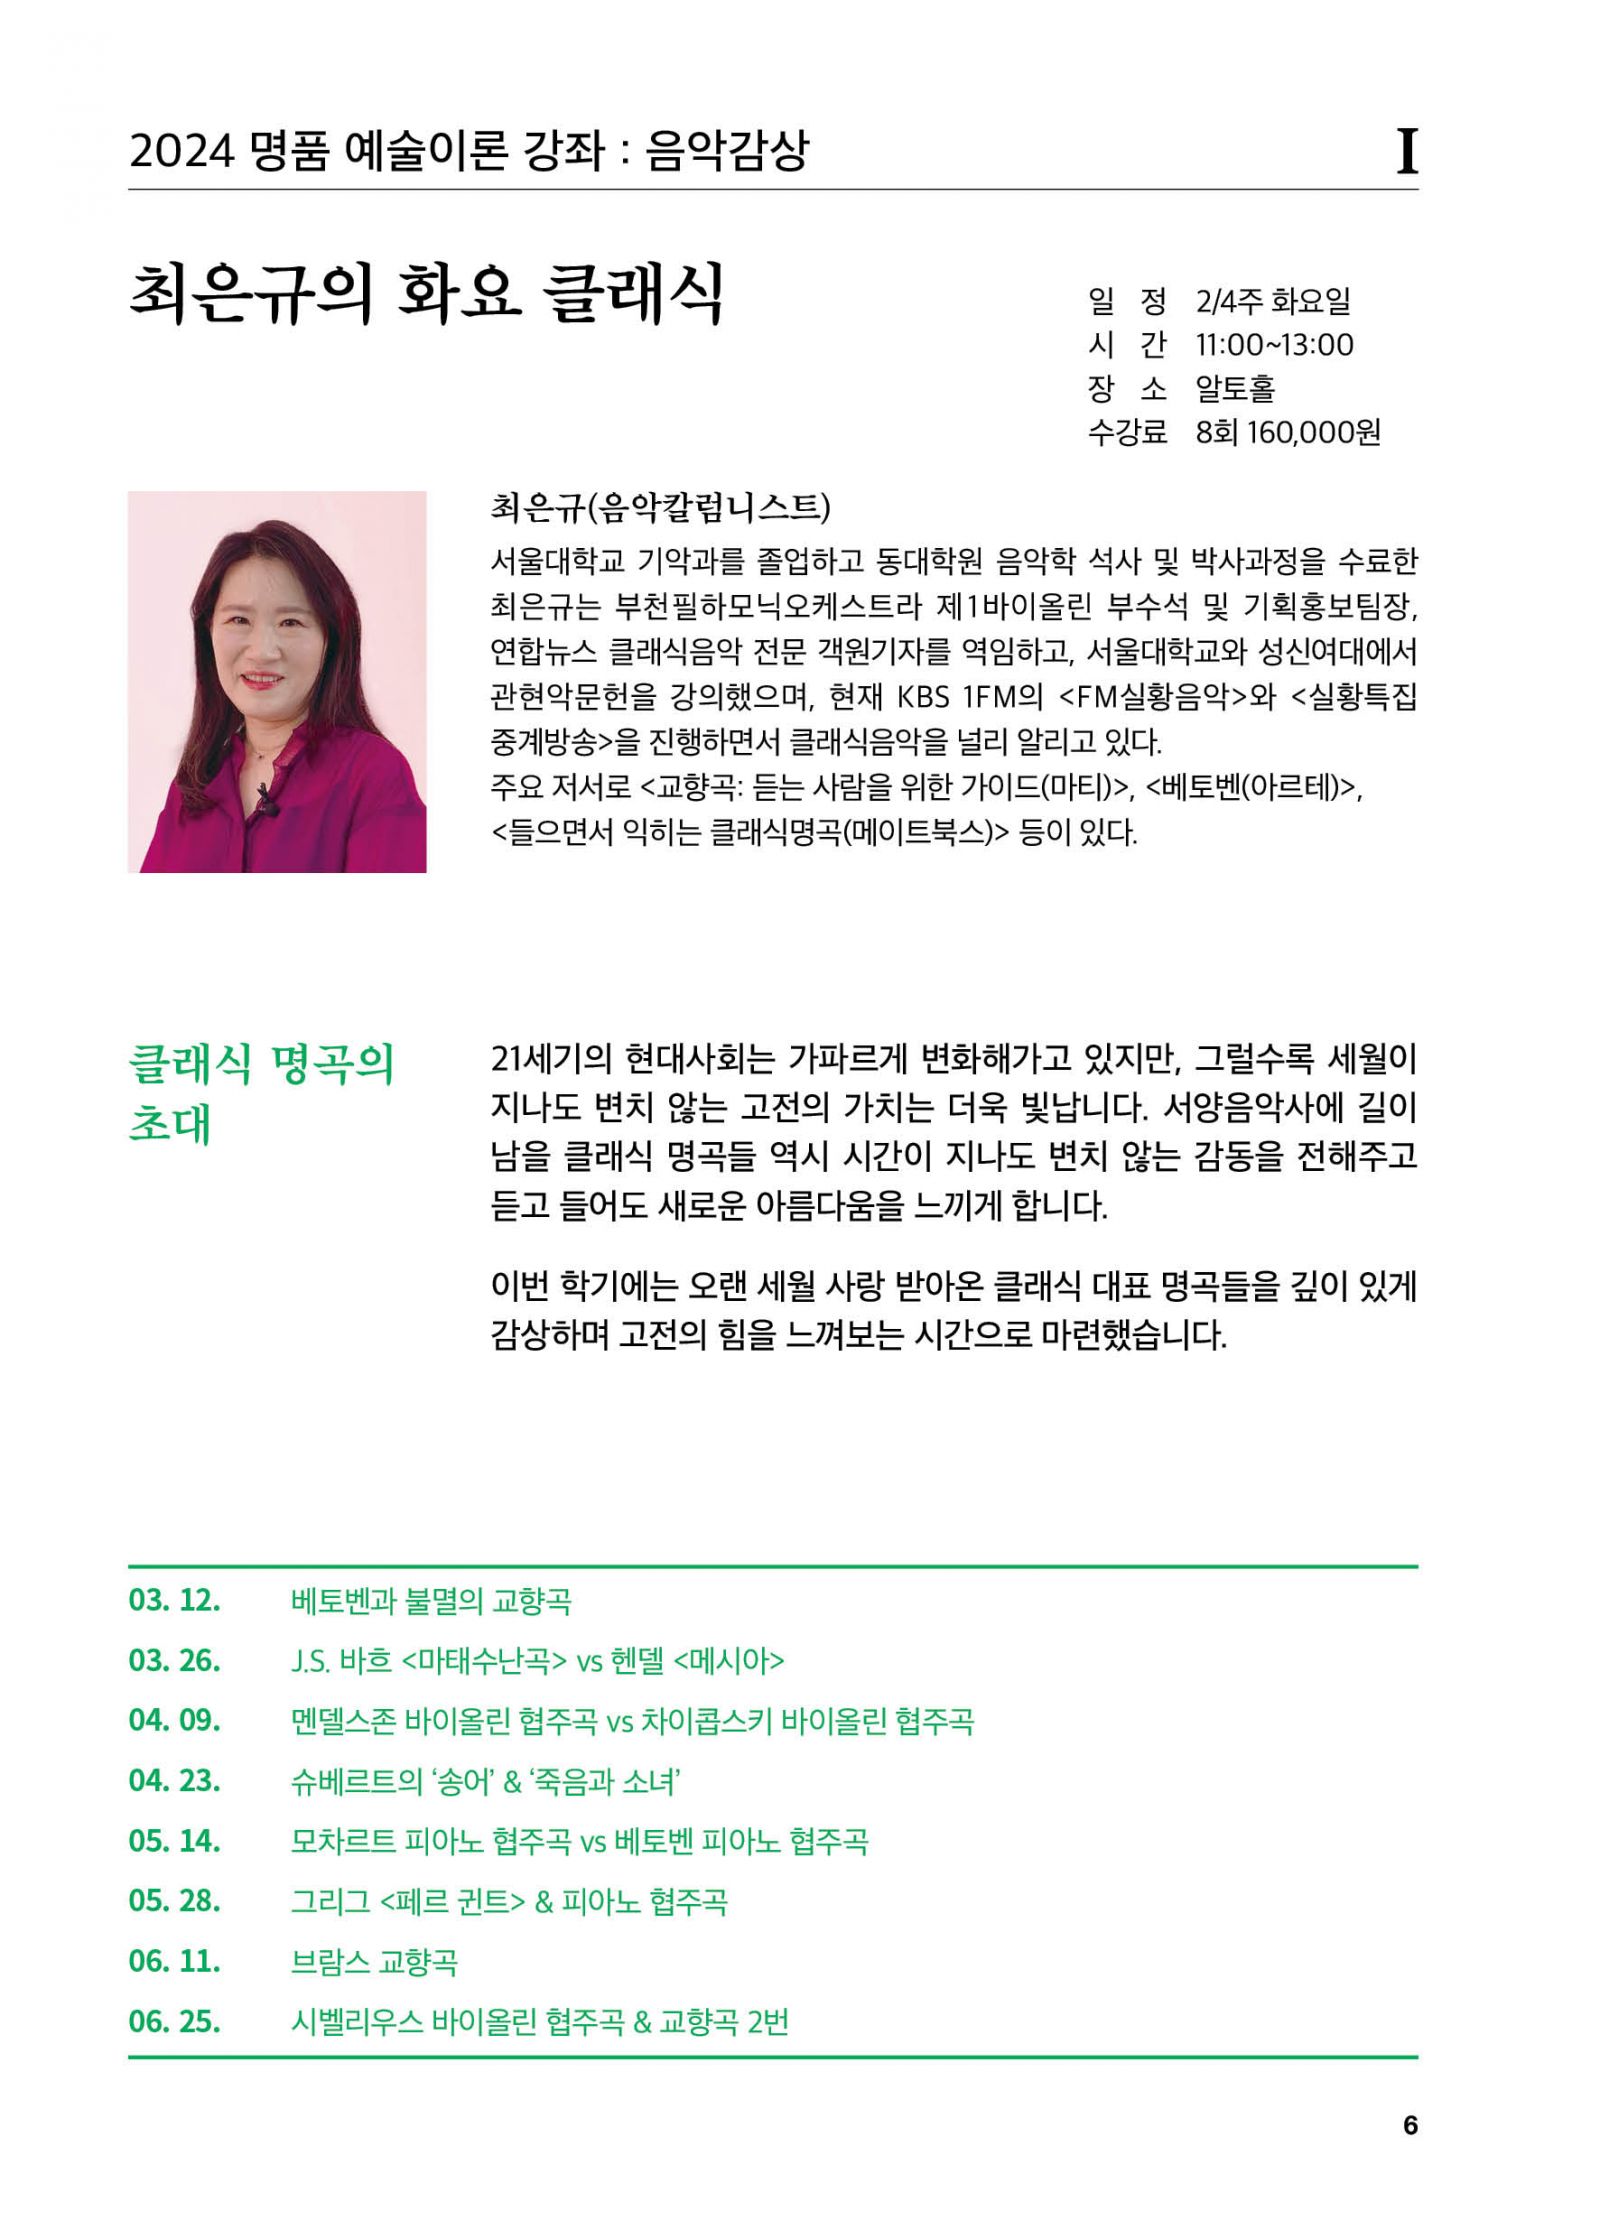 2024 명품 예술이론 강좌 : 음악감상
I
최은규의 화요 클래식
일 정 2/4주 화요일
시 간 11:00~13:00
장 소 알토홀
수강료 8회 160,000원
최은규(음악칼럼니스트)
서울대학교 기악과를 졸업하고 동대학원 음악학 석사 및 박사과정을 수료한
최은규는 부천필하모닉오케스트라 제1바이올린 부수석 및 기획홍보팀장,
연합뉴스 클래식음악 전문 객원기자를 역임하고, 서울대학교와 성신여대에서
관현악문헌을 강의했으며, 현재 KBS 1FM의 <FM실황음악>와 <실황특집
중계방송>을 진행하면서 클래식음악을 널리 알리고 있다.
주요 저서로 <교향곡: 듣는 사람을 위한 가이드(마티)>, <베토벤(아르테)>,
<들으면서 익히는 클래식명곡(메이트북스)> 등이 있다.
클래식 명곡의
초대
21세기의 현대사회는 가파르게 변화해가고 있지만, 그럴수록 세월이
지나도 변치 않는 고전의 가치는 더욱 빛납니다. 서양음악사에 길이
남을 클래식 명곡들 역시 시간이 지나도 변치 않는 감동을 전해주고
듣고 들어도 새로운 아름다움을 느끼게 합니다.
이번 학기에는 오랜 세월 사랑 받아온 클래식 대표 명곡들을 깊이 있게
감상하며 고전의 힘을 느껴보는 시간으로 마련했습니다.
03. 12. 베토벤과 불멸의 교향곡
03. 26. J.S. 바흐 <마태수난곡> vs 헨델 <메시아>
04. 09. 멘델스존 바이올린 협주곡 vs 차이콥스키 바이올린 협주곡
04. 23. 슈베르트의 ‘송어’ & ‘죽음과 소녀’
05. 14. 모차르트 피아노 협주곡 vs 베토벤 피아노 협주곡
05. 28. 그리그 <페르 귄트> & 피아노 협주곡
06. 11. 브람스 교향곡
06. 25. 시벨리우스 바이올린 협주곡 & 교향곡 2번
6